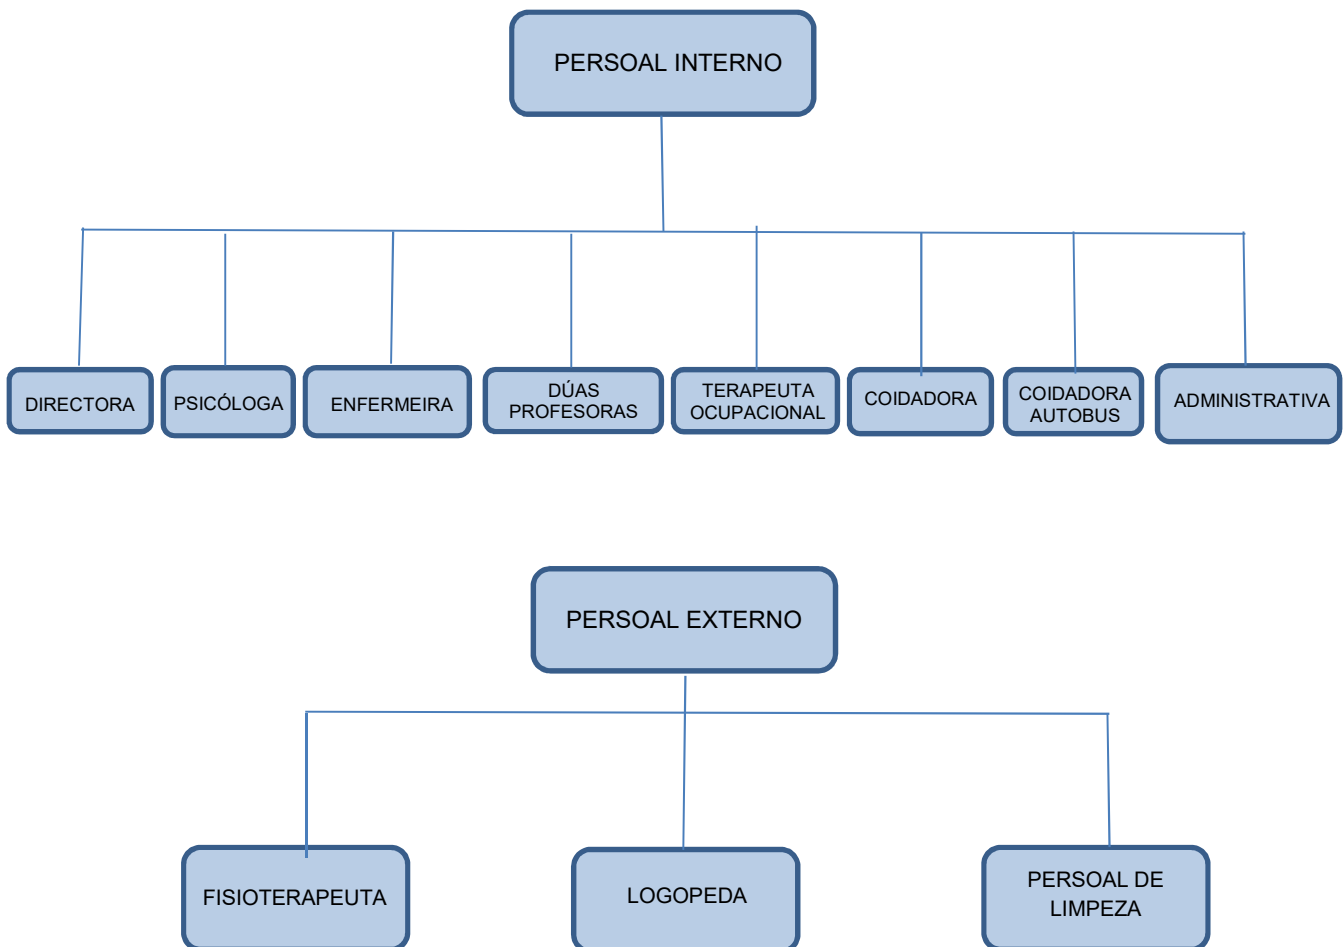 PERSOAL INTERNO
DIRECTORA
PSICÓLOGA
ENFERMEIRA
DÚAS
PROFESORAS
TERAPEUTA
OCUPACIONAL
COIDADORA
COIDADORA
AUTOBUS
ADMINISTRATIVA
PERSOAL EXTERNO
FISIOTERAPEUTA
LOGOPEDA
PERSOAL DE
LIMPEZA